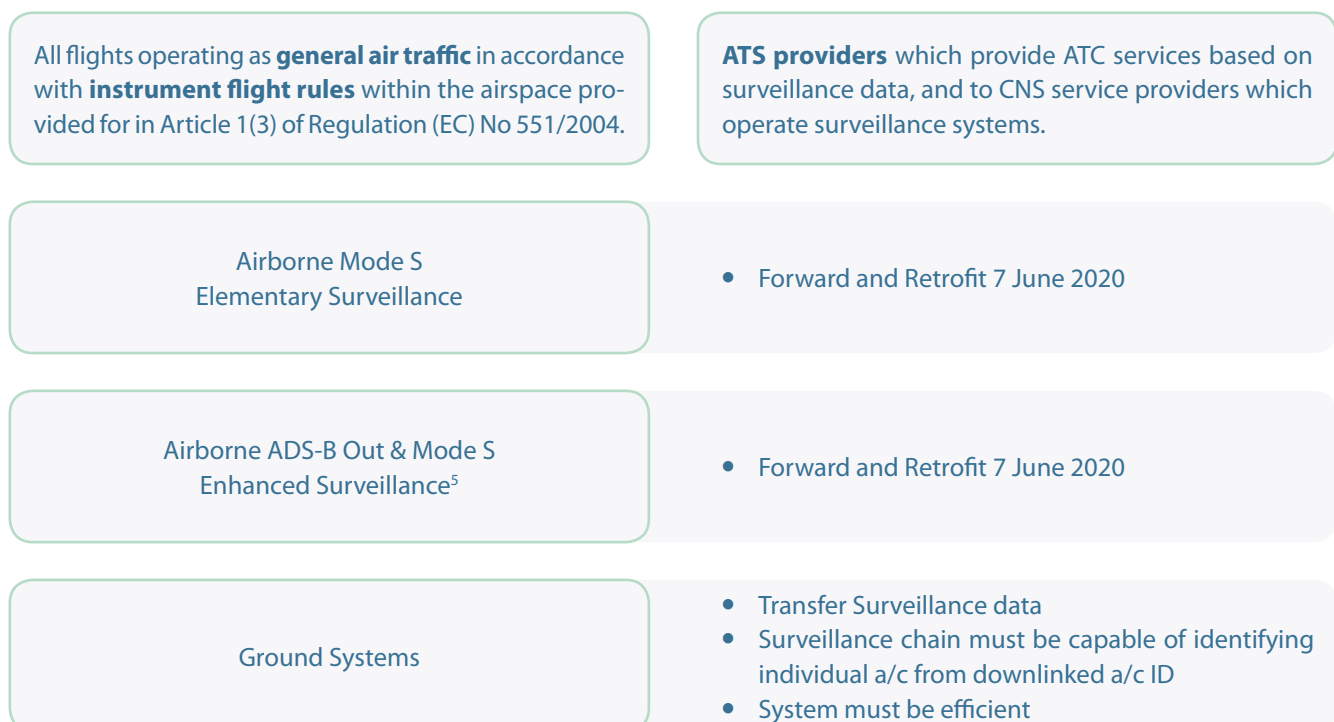 All flights operating as general air traffic in accordance
with instrument flight rules within the airspace pro-
vided for in Article 1(3) of Regulation (EC) No 551/2004.
ATS providers which provide ATC services based on
surveillance data, and to CNS service providers which
operate surveillance systems.
Airborne Mode S
Elementary Surveillance
• Forward and Retrofit 7 June 2020
Airborne ADS-B Out & Mode S
Enhanced Surveillance⁵
• Forward and Retrofit 7 June 2020
Ground Systems
• Transfer Surveillance data
• Surveillance chain must be capable of identifying
individual a/c from downlinked a/c ID
• System must be efficient